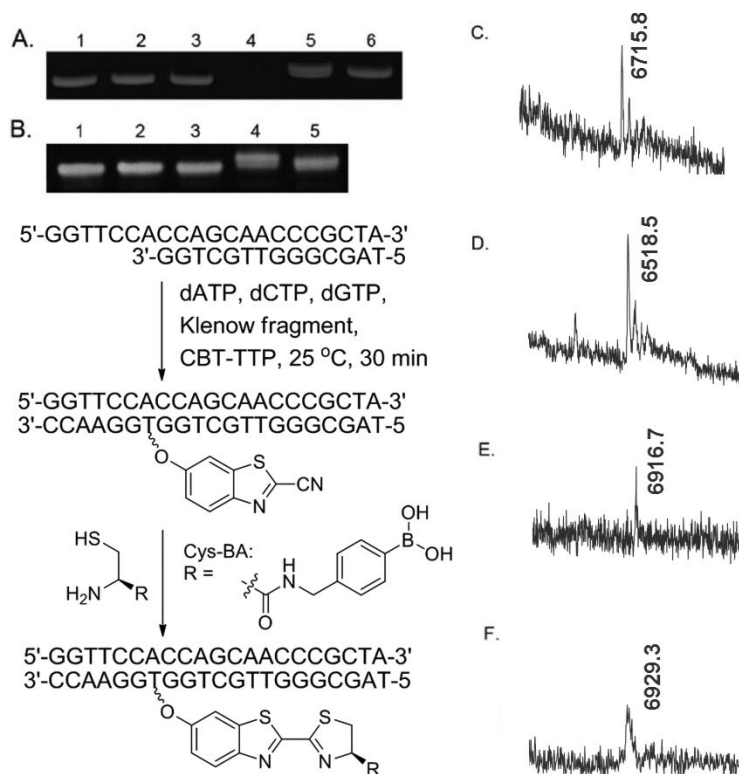 A.
1 2 3 4 5 6
B.
1 2 3 4 5
5'-GGTTCCACCAGCAACCCGCTA-3'
3'-GGTCGTTGGGCGAT-5
dATP, dCTP, dGTP,
Klenow fragment,
CBT-TTP, 25 °C, 30 min
5'-GGTTCCACCAGCAACCCGCTA-3'
3'-CCAAGGTGGTCGTTGGGCGAT-5
O
S
N
CN
HS
H₂N
R
Cys-BA:
R =
O
H
N
B
OH
OH
5'-GGTTCCACCAGCAACCCGCTA-3'
3'-CCAAGGTGGTCGTTGGGCGAT-5
O
S
N
S
N
R
C.
6715.8
D.
6518.5
E.
6916.7
F.
6929.3